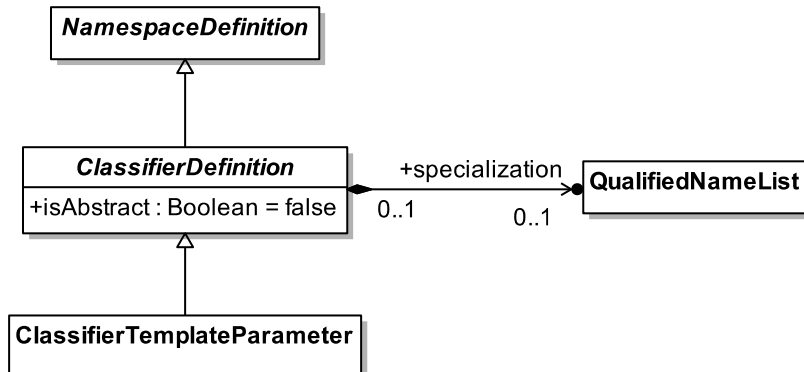 NamespaceDefinition
ClassifierDefinition
+isAbstract : Boolean = false
+specialization
0..1
0..1
QualifiedNameList
ClassifierTemplateParameter